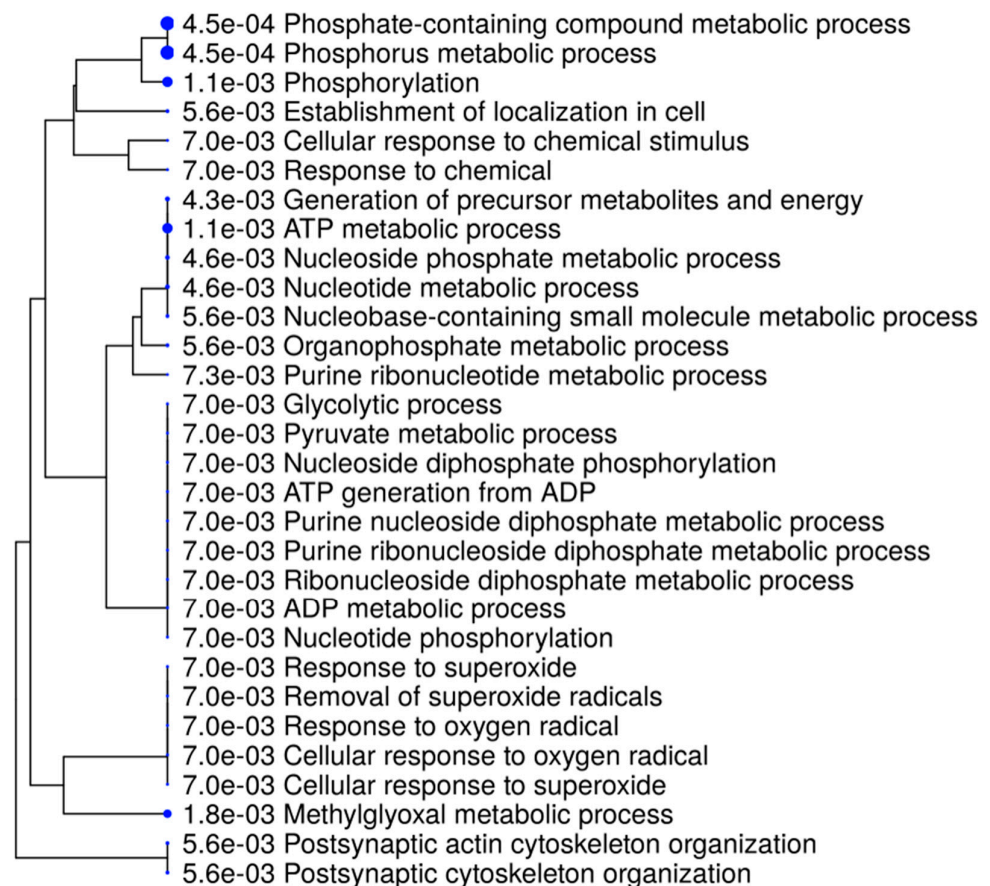 4.5e-04 Phosphate-containing compound metabolic process
4.5e-04 Phosphorus metabolic process
1.1e-03 Phosphorylation
5.6e-03 Establishment of localization in cell
7.0e-03 Cellular response to chemical stimulus
7.0e-03 Response to chemical
4.3e-03 Generation of precursor metabolites and energy
1.1e-03 ATP metabolic process
4.6e-03 Nucleoside phosphate metabolic process
4.6e-03 Nucleotide metabolic process
5.6e-03 Nucleobase-containing small molecule metabolic process
5.6e-03 Organophosphate metabolic process
7.3e-03 Purine ribonucleotide metabolic process
7.0e-03 Glycolytic process
7.0e-03 Pyruvate metabolic process
7.0e-03 Nucleoside diphosphate phosphorylation
7.0e-03 ATP generation from ADP
7.0e-03 Purine nucleoside diphosphate metabolic process
7.0e-03 Purine ribonucleoside diphosphate metabolic process
7.0e-03 Ribonucleoside diphosphate metabolic process
7.0e-03 ADP metabolic process
7.0e-03 Nucleotide phosphorylation
7.0e-03 Response to superoxide
7.0e-03 Removal of superoxide radicals
7.0e-03 Response to oxygen radical
7.0e-03 Cellular response to oxygen radical
7.0e-03 Cellular response to superoxide
1.8e-03 Methylglyoxal metabolic process
5.6e-03 Postsynaptic actin cytoskeleton organization
5.6e-03 Postsynaptic cytoskeleton organization